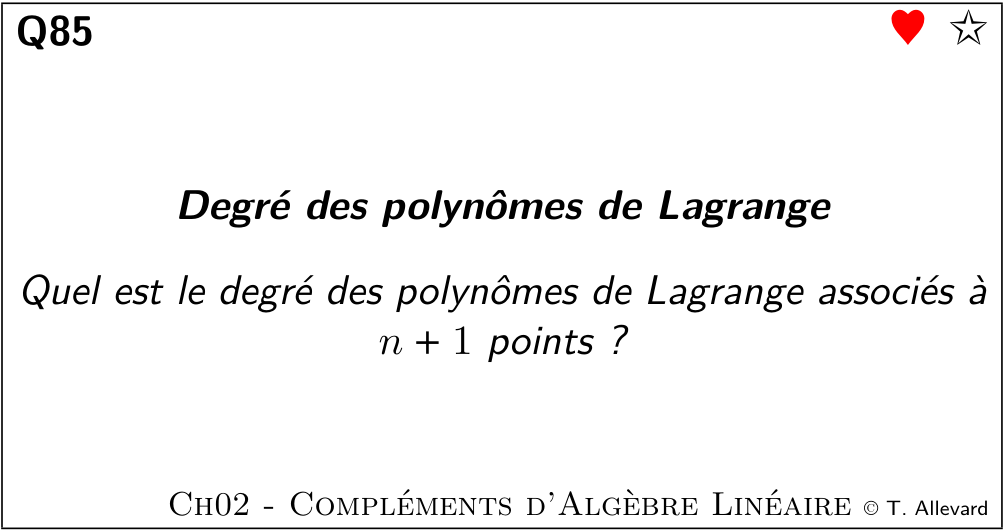 Q85
Degré des polynômes de Lagrange
Quel est le degré des polynômes de Lagrange associés à
n + 1 points ?
Ch02 - Compléments d'Algèbre Linéaire © T. Allevard